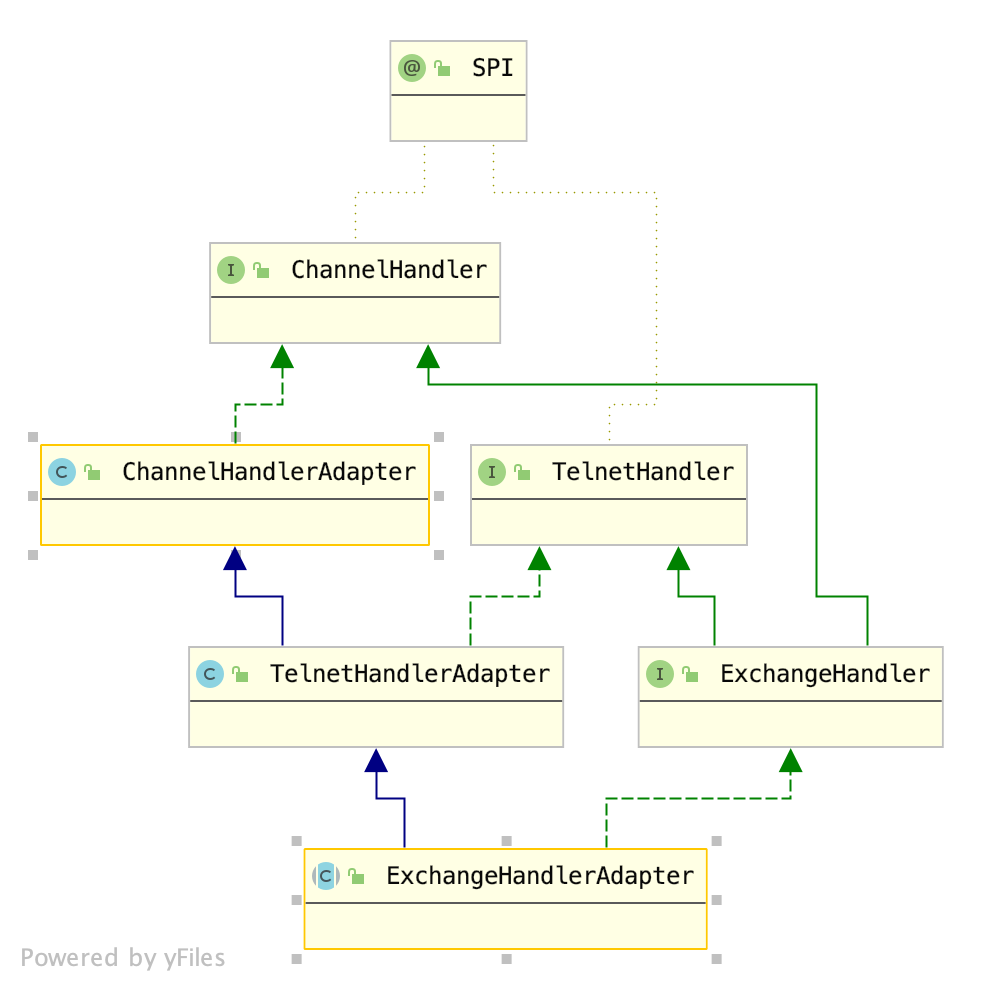 @ SPI
I ChannelHandler
C ChannelHandlerAdapter
I TelnetHandler
C TelnetHandlerAdapter
I ExchangeHandler
C ExchangeHandlerAdapter
Powered by yFiles